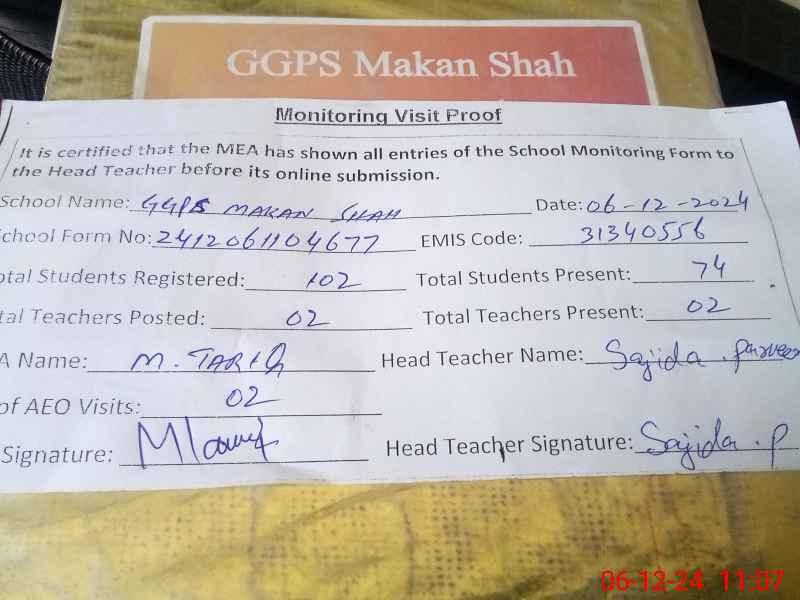 GGPS Makan Shah
Monitoring Visit Proof
It is certified that the MEA has shown all entries of the School Monitoring Form to
the Head Teacher before its online submission.
School Name: GGPS MAKAN SHAH Date: 06-12-2024
chool Form No: 2412061104677 EMIS Code: 31340556
otal Students Registered: 102 Total Students Present: 74
tal Teachers Posted: 02 Total Teachers Present: 02
A Name: M. TARIQ Head Teacher Name: Sajida . Parveen
of AEO Visits: 02
Signature: Head Teacher Signature: Sajida . P
06-12-24 11:07